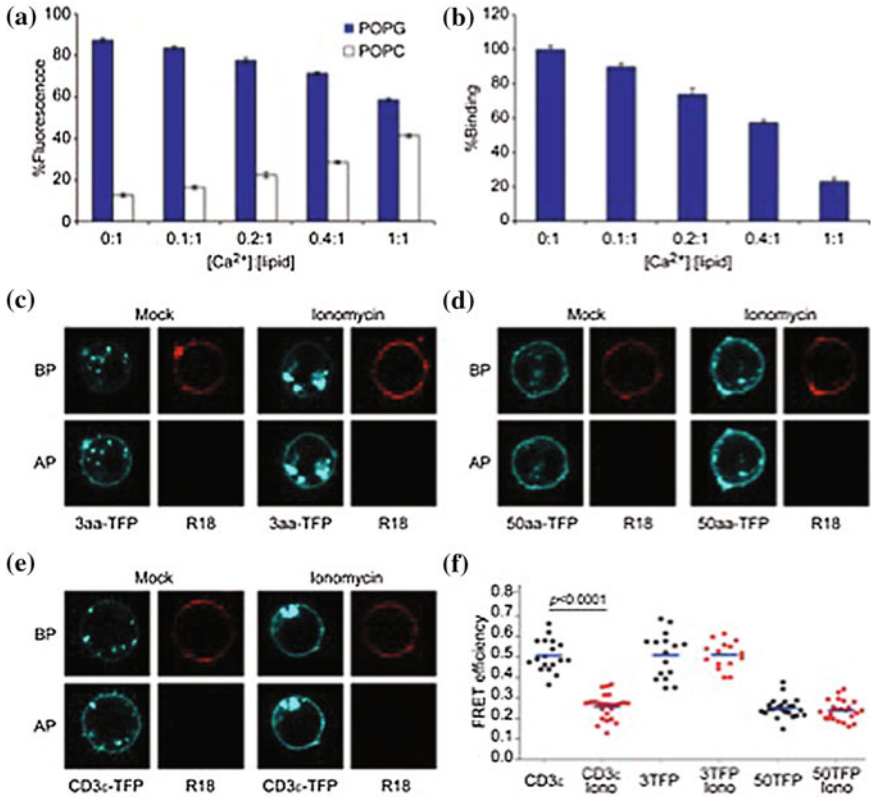 (a)
%Fluorescence
100
80
60
40
20
0
POPG
POPC
0:1 0.1:1 0.2:1 0.4:1 1:1
[Ca2+]:[lipid]
(b)
%Binding
120
100
80
60
40
20
0
0:1 0.1:1 0.2:1 0.4:1 1:1
[Ca2+]:[lipid]
(c)
Mock Ionomycin
BP
AP
3aa-TFP R18 3aa-TFP R18
(d)
Mock Ionomycin
BP
AP
50aa-TFP R18 50aa-TFP R18
(e)
Mock Ionomycin
BP
AP
CD3ε-TFP R18 CD3ε-TFP R18
(f)
FRET efficiency
0.8
0.7
0.6
0.5
0.4
0.3
0.2
0.1
0.0
p<0.0001
CD3ε
CD3ε Iono
3TFP
3TFP Iono
50TFP
50TFP Iono